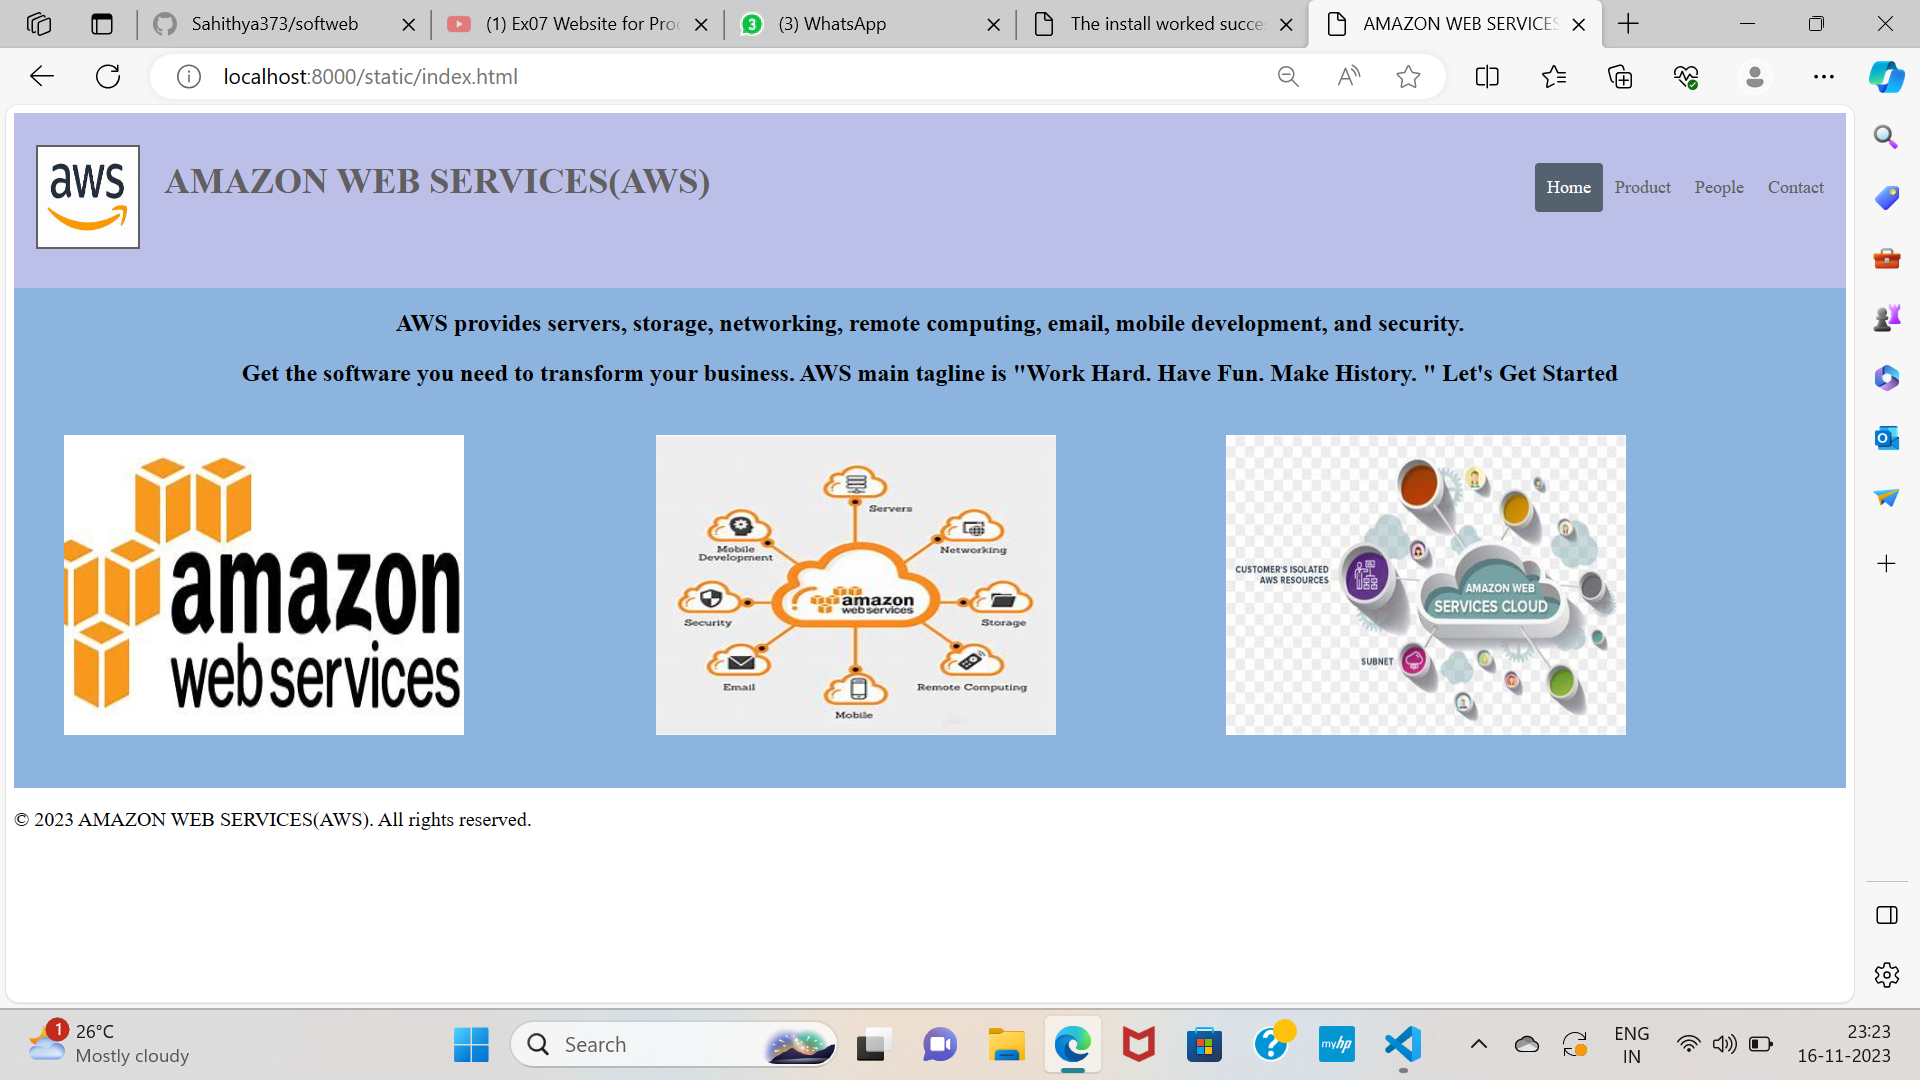 Sahithya373/softweb
(1) Ex07 Website for Proc
(3) WhatsApp
The install worked succe
AMAZON WEB SERVICES
localhost:8000/static/index.html
aws
AMAZON WEB SERVICES(AWS)
Home Product People Contact
AWS provides servers, storage, networking, remote computing, email, mobile development, and security.
Get the software you need to transform your business. AWS main tagline is "Work Hard. Have Fun. Make History. " Let's Get Started
amazon
web services
Servers
Mobile
Development
Networking
amazon
web services
Security
Storage
Email
Remote Computing
Mobile
CUSTOMER'S ISOLATED
AWS RESOURCES
AMAZON WEB
SERVICES CLOUD
SUBNET
© 2023 AMAZON WEB SERVICES(AWS). All rights reserved.
1
26°C
Mostly cloudy
Search
myhp
ENG
IN
23:23
16-11-2023